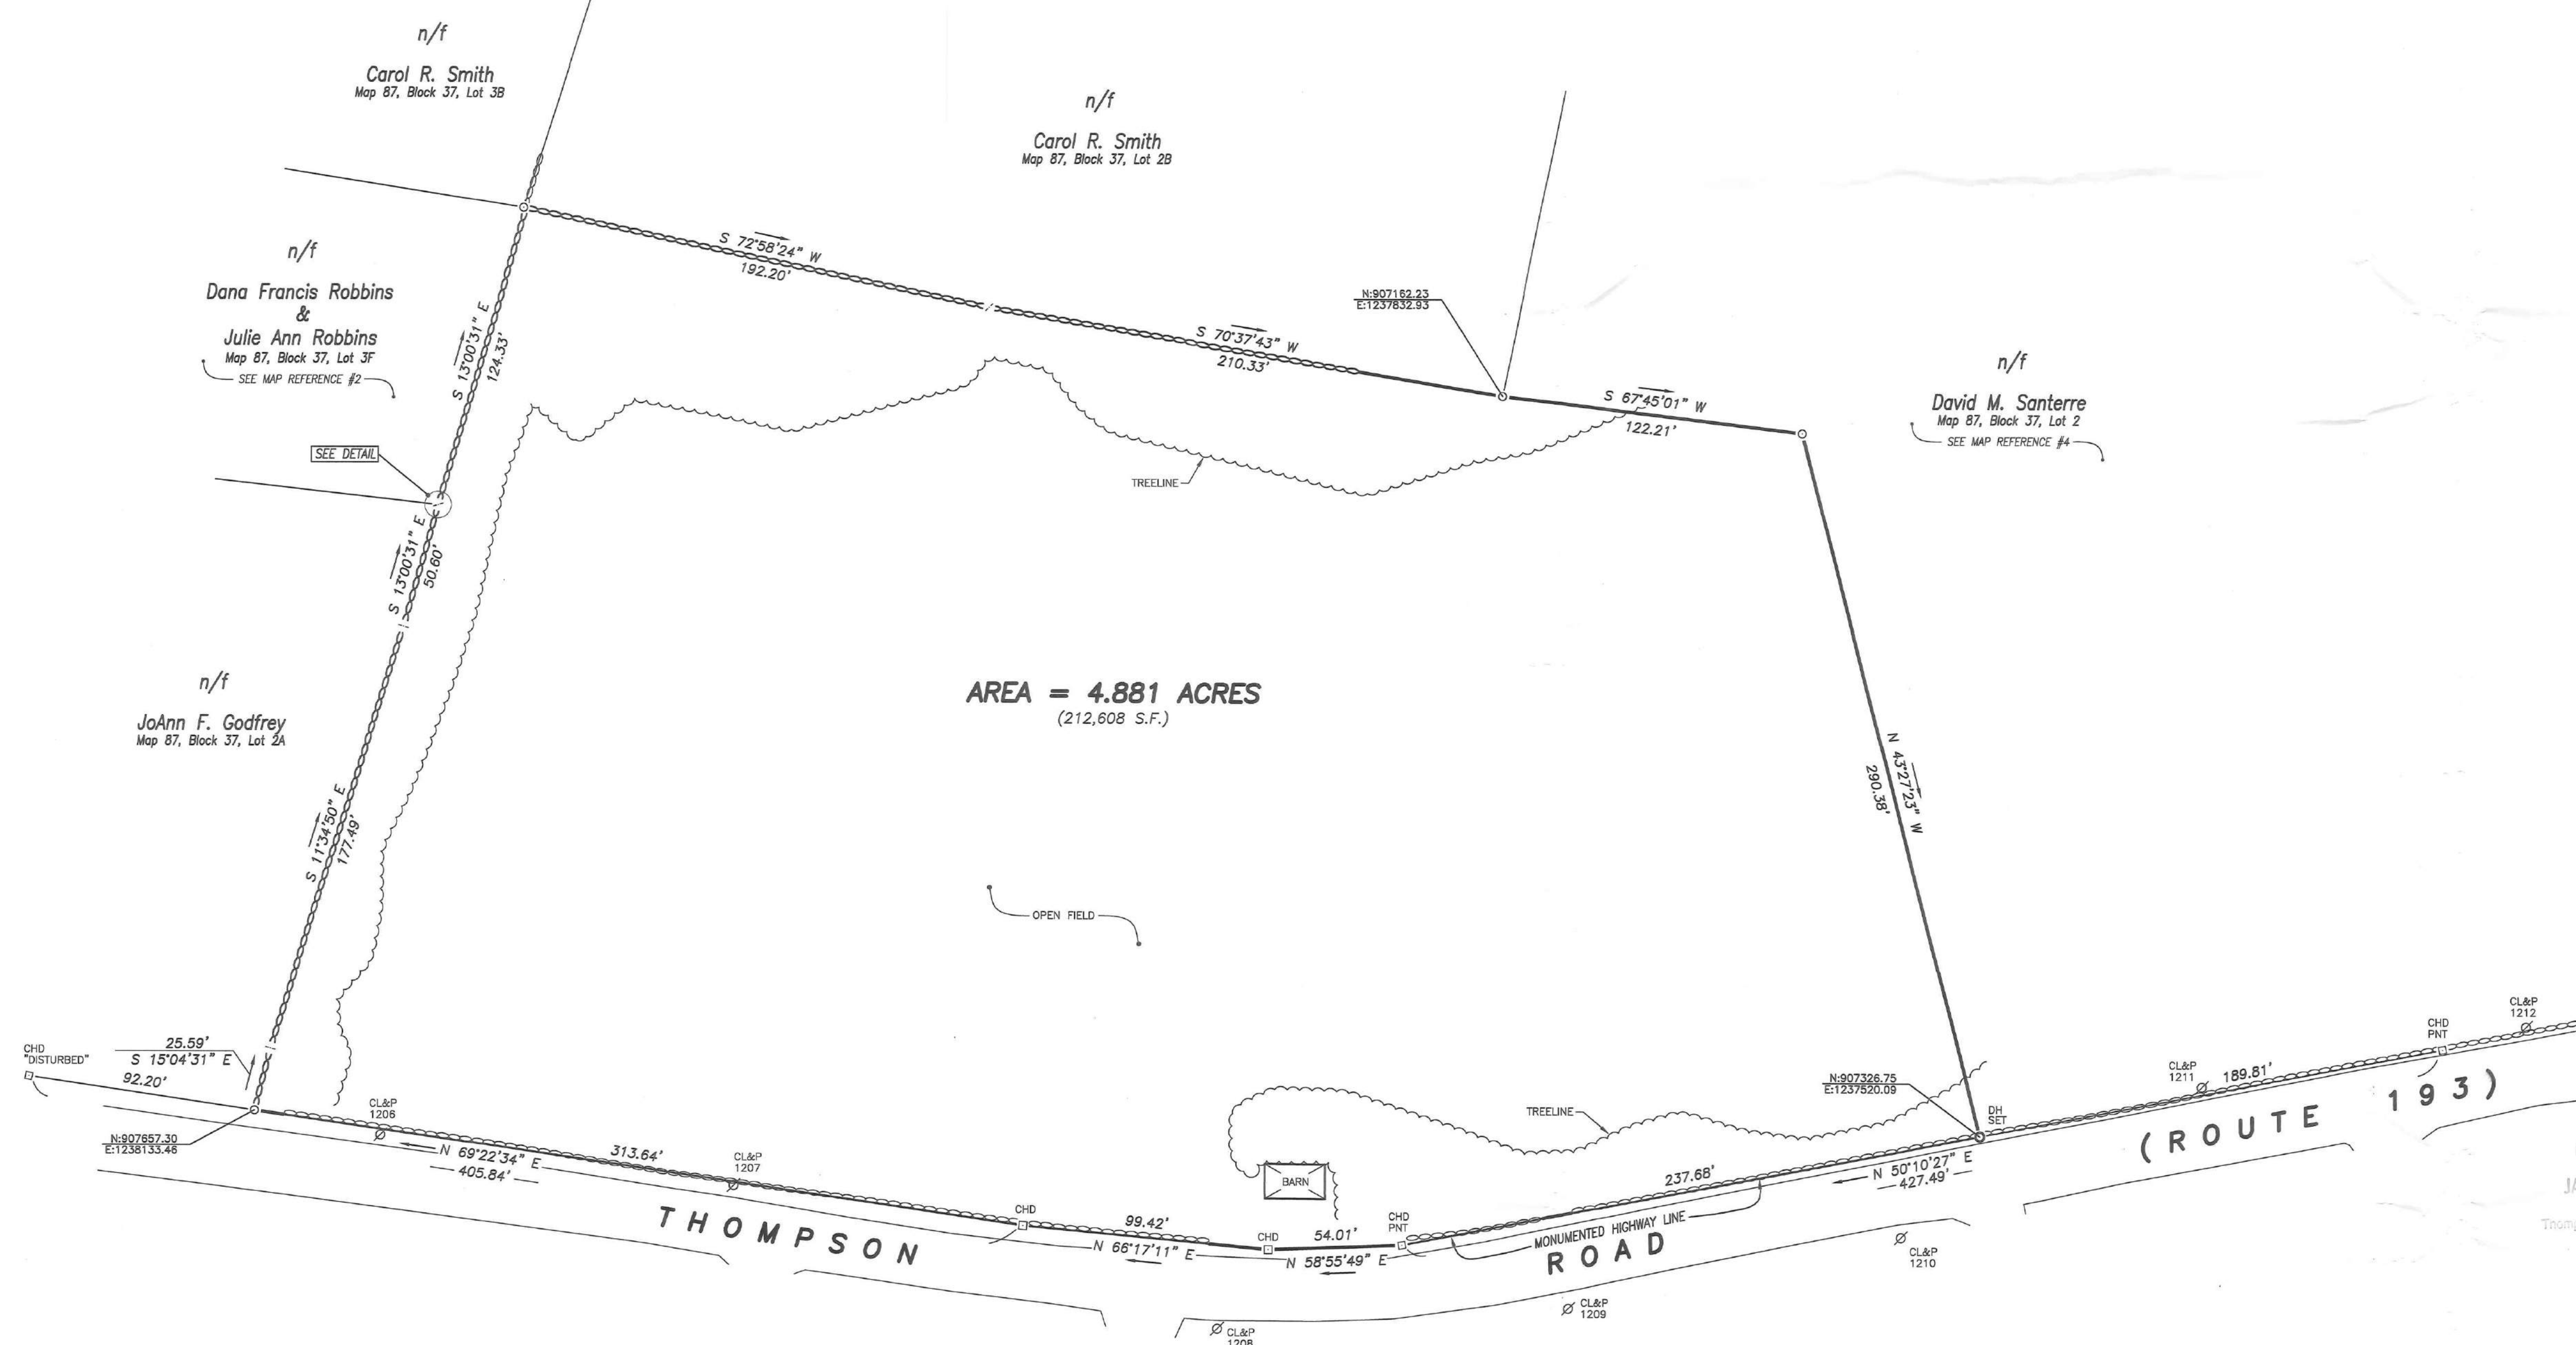 n/f
Carol R. Smith
Map 87, Block 37, Lot 3B
n/f
Carol R. Smith
Map 87, Block 37, Lot 2B
n/f
Dana Francis Robbins
&
Julie Ann Robbins
Map 87, Block 37, Lot 3F
SEE MAP REFERENCE #2
S 72°58'24" W
192.20'
S 70°37'43" W
210.33'
N:907162.23
E:1237832.93
S 67°45'01" W
122.21'
n/f
David M. Santerre
Map 87, Block 37, Lot 2
SEE MAP REFERENCE #4
S 13°00'31" E
124.33'
SEE DETAIL
TREELINE
S 13°00'31" E
50.60'
n/f
JoAnn F. Godfrey
Map 87, Block 37, Lot 2A
AREA = 4.881 ACRES
(212,608 S.F.)
N 43°27'23" W
290.38'
S 11°34'50" E
177.49'
OPEN FIELD
CHD
"DISTURBED"
25.59'
S 15°04'31" E
92.20'
N:907657.30
E:1238133.46
CL&P
1206
N 69°22'34" E
405.84'
313.64'
CL&P
1207
THOMPSON
CHD
99.42'
N 66°17'11" E
BARN
CHD
54.01'
N 58°55'49" E
CHD
PNT
TREELINE
237.68'
MONUMENTED HIGHWAY LINE
ROAD
N:907326.75
E:1237520.09
DH
SET
N 50°10'27" E
427.49'
CL&P
1211
189.81'
CHD
PNT
CL&P
1212
(ROUTE 193)
CL&P
1210
CL&P
1209
CL&P
1208